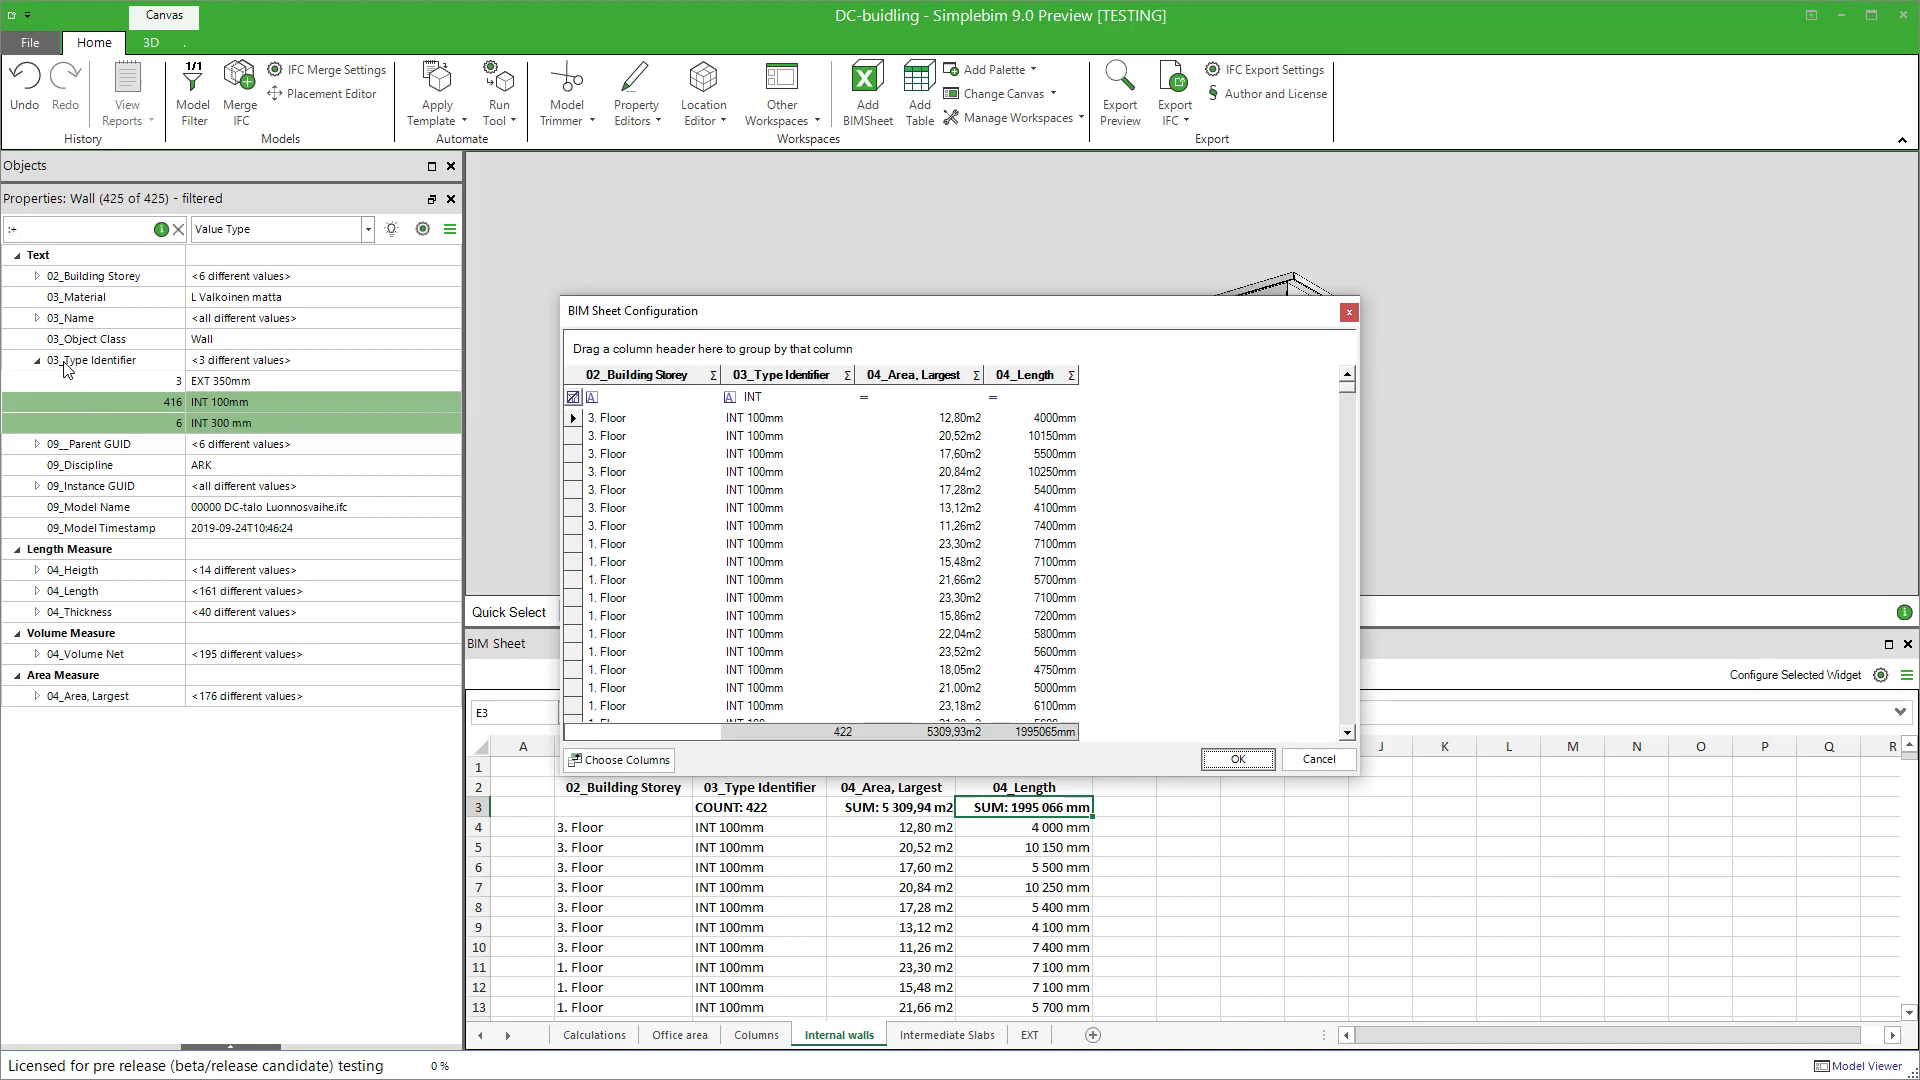 Canvas
DC-buidling - Simplebim 9.0 Preview [TESTING]
File
Home
3D
.
Undo
Redo
View Reports
1/1
Model Filter
Merge IFC
IFC Merge Settings
Placement Editor
Apply Template
Run Tool
Model Trimmer
Property Editors
Location Editor
Other Workspaces
Add BIMSheet
Add Table
Add Palette
Change Canvas
Manage Workspaces
Export Preview
Export IFC
IFC Export Settings
Author and License
History
Models
Automate
Workspaces
Export
Objects
Properties: Wall (425 of 425) - filtered
:+
Value Type
Text
02_Building Storey <6 different values>
03_Material L Valkoinen matta
03_Name <all different values>
03_Object Class Wall
03_Type Identifier <3 different values>
3 EXT 350mm
416 INT 100mm
6 INT 300 mm
09__Parent GUID <6 different values>
09_Discipline ARK
09_Instance GUID <all different values>
09_Model Name 00000 DC-talo Luonnosvaihe.ifc
09_Model Timestamp 2019-09-24T10:46:24
Length Measure
04_Heigth <14 different values>
04_Length <161 different values>
04_Thickness <40 different values>
Volume Measure
04_Volume Net <195 different values>
Area Measure
04_Area, Largest <176 different values>
BIM Sheet Configuration
x
Drag a column header here to group by that column
02_Building Storey Σ 03_Type Identifier Σ 04_Area, Largest Σ 04_Length Σ
A A INT = =
3. Floor INT 100mm 12,80m2 4000mm
3. Floor INT 100mm 20,52m2 10150mm
3. Floor INT 100mm 17,60m2 5500mm
3. Floor INT 100mm 20,84m2 10250mm
3. Floor INT 100mm 17,28m2 5400mm
3. Floor INT 100mm 13,12m2 4100mm
3. Floor INT 100mm 11,26m2 7400mm
1. Floor INT 100mm 23,30m2 7100mm
1. Floor INT 100mm 15,48m2 7100mm
1. Floor INT 100mm 21,66m2 5700mm
1. Floor INT 100mm 23,30m2 7100mm
1. Floor INT 100mm 15,86m2 7200mm
1. Floor INT 100mm 22,04m2 5800mm
1. Floor INT 100mm 23,52m2 5600mm
1. Floor INT 100mm 18,05m2 4750mm
1. Floor INT 100mm 21,00m2 5000mm
1. Floor INT 100mm 23,18m2 6100mm
422 5309,93m2 1995065mm
Choose Columns
OK
Cancel
Quick Select
BIM Sheet
Configure Selected Widget
E3
A J K L M N O P Q R
1
2 02_Building Storey 03_Type Identifier 04_Area, Largest 04_Length
3 COUNT: 422 SUM: 5 309,94 m2 SUM: 1995 066 mm
4 3. Floor INT 100mm 12,80 m2 4 000 mm
5 3. Floor INT 100mm 20,52 m2 10 150 mm
6 3. Floor INT 100mm 17,60 m2 5 500 mm
7 3. Floor INT 100mm 20,84 m2 10 250 mm
8 3. Floor INT 100mm 17,28 m2 5 400 mm
9 3. Floor INT 100mm 13,12 m2 4 100 mm
10 3. Floor INT 100mm 11,26 m2 7 400 mm
11 1. Floor INT 100mm 23,30 m2 7 100 mm
12 1. Floor INT 100mm 15,48 m2 7 100 mm
13 1. Floor INT 100mm 21,66 m2 5 700 mm
Calculations
Office area
Columns
Internal walls
Intermediate Slabs
EXT
Licensed for pre release (beta/release candidate) testing
0 %
Model Viewer